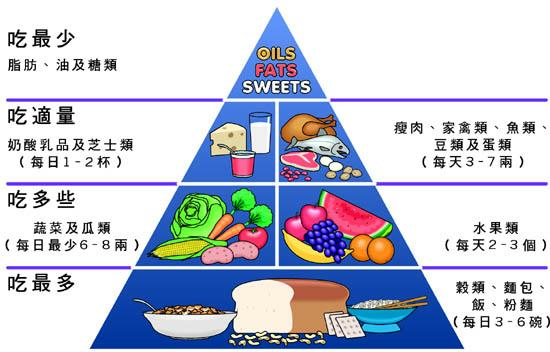 吃最少
脂肪、油及糖類
OILS
FATS
SWEETS
吃適量
奶酸乳品及芝士類
(每日1-2杯)
瘦肉、家禽類、魚類、
豆類及蛋類
(每天3-7兩)
吃多些
蔬菜及瓜類
(每日最少6-8兩)
水果類
(每天2-3個)
吃最多
穀類、麵包、
飯、粉麵
(每日3-6碗)